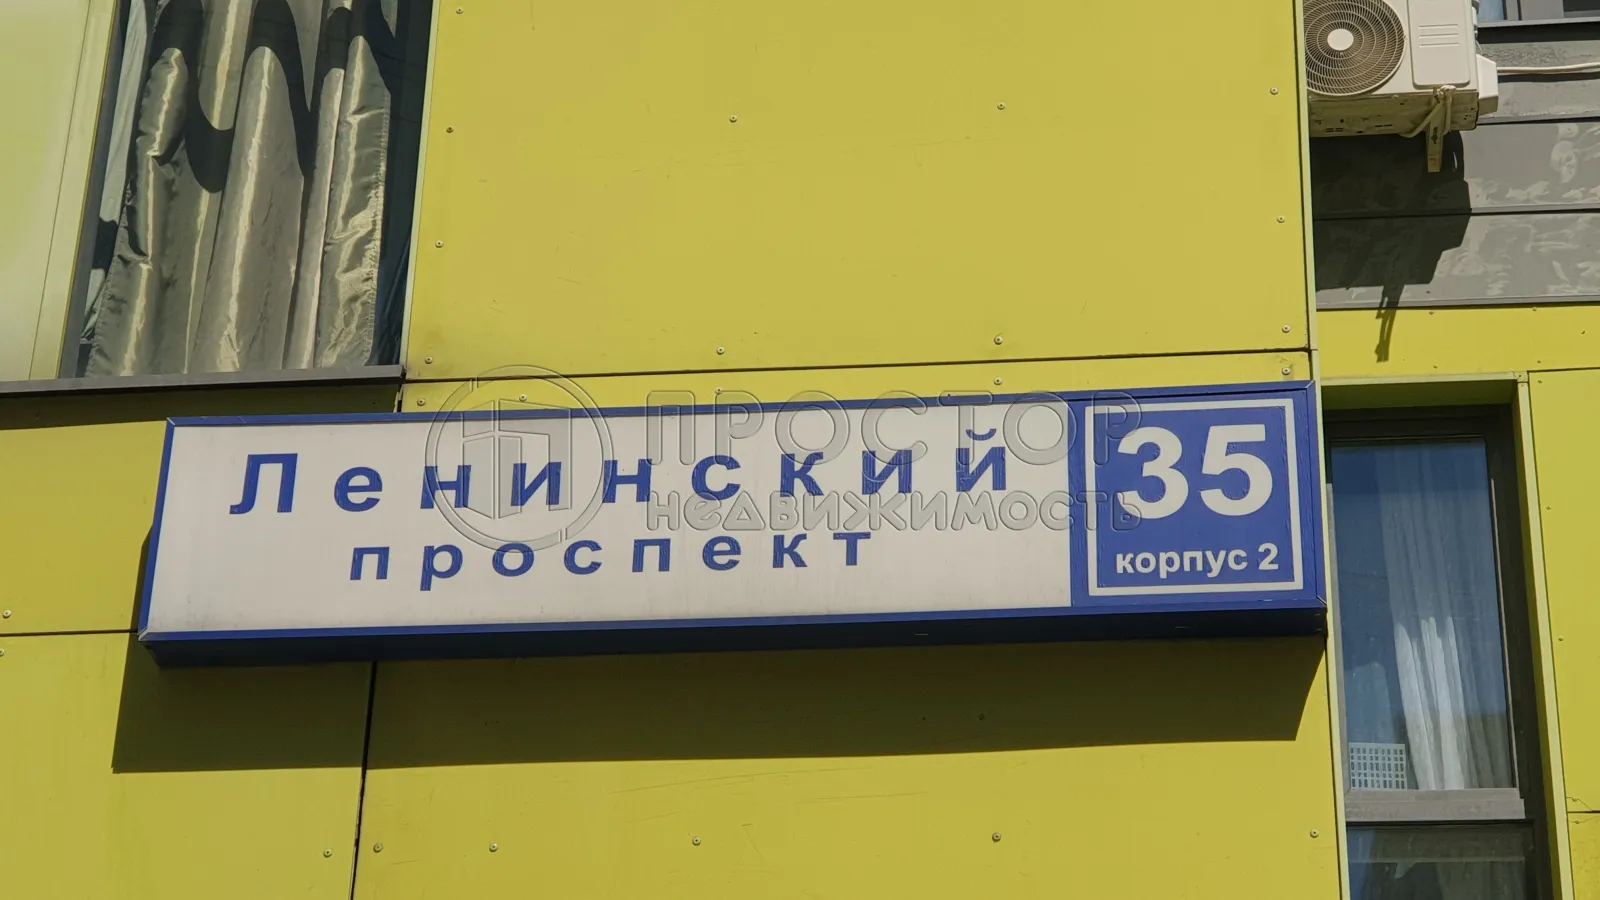 Ленинский
проспект
35
корпус 2
ПРОСТОР
недвижимость